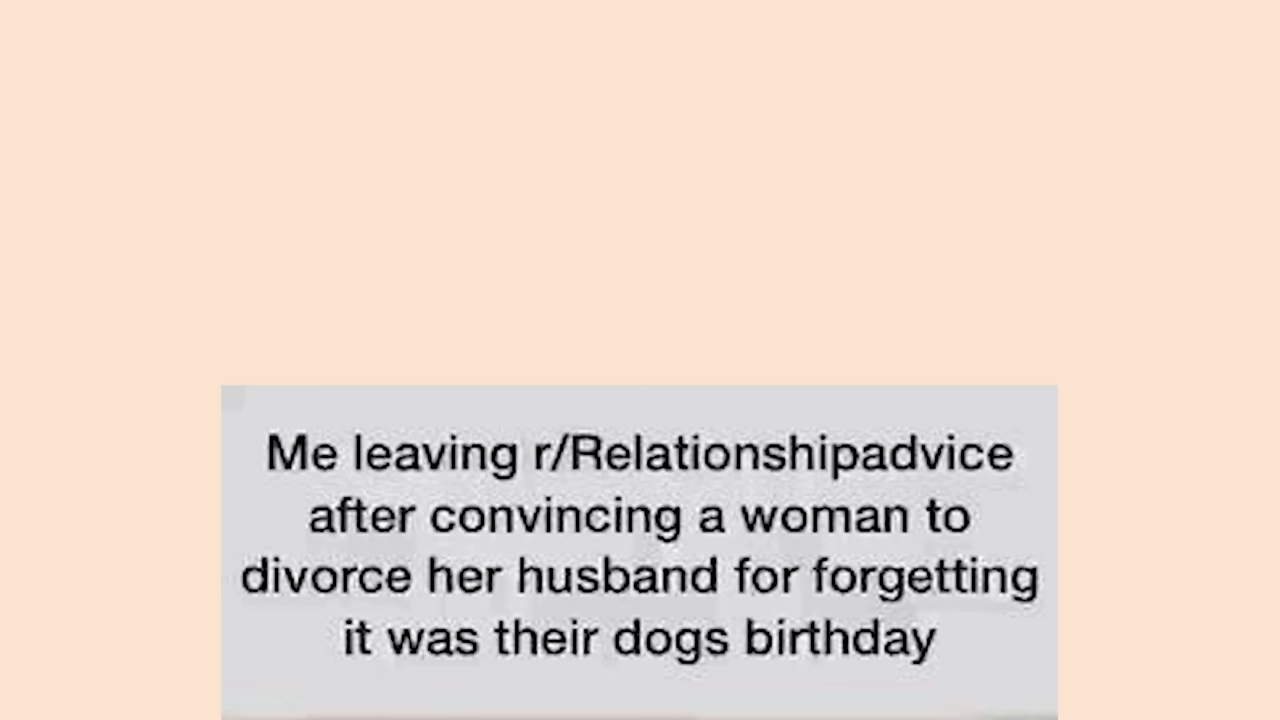 Me leaving r/Relationshipadvice
after convincing a woman to
divorce her husband for forgetting
it was their dogs birthday